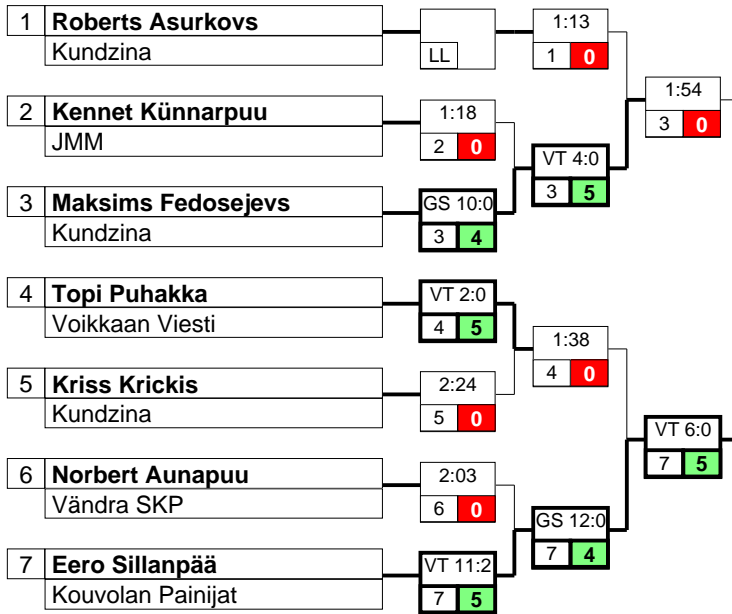 1 Roberts Asurkovs
Kundzina
LL
1:13
1 0
2 Kennet Künnarpuu
JMM
1:18
2 0
3 Maksims Fedosejevs
Kundzina
GS 10:0
3 4
VT 4:0
3 5
1:54
3 0
4 Topi Puhakka
Voikkaan Viesti
VT 2:0
4 5
1:38
4 0
5 Kriss Krickis
Kundzina
2:24
5 0
6 Norbert Aunapuu
Vändra SKP
2:03
6 0
7 Eero Sillanpää
Kouvolan Painijat
VT 11:2
7 5
GS 12:0
7 4
VT 6:0
7 5